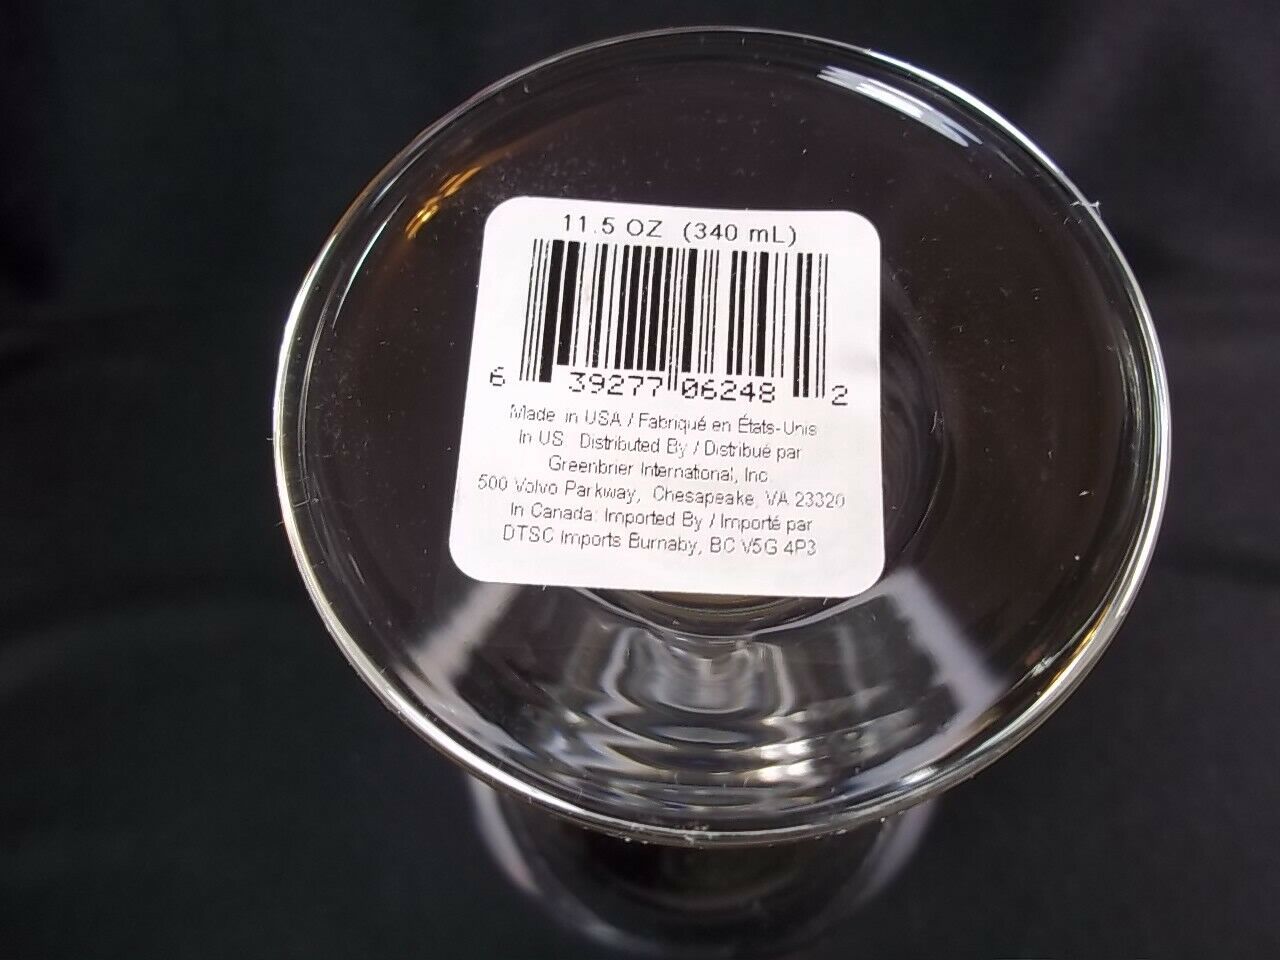 11.5 OZ (340 mL)
6 39277 06248 2
Made in USA / Fabriqué en États-Unis
In US: Distributed By / Distribué par
Greenbrier International, Inc.
500 Volvo Parkway, Chesapeake, VA 23320
In Canada: Imported By / Importé par
DTSC Imports Burnaby, BC V5G 4P3